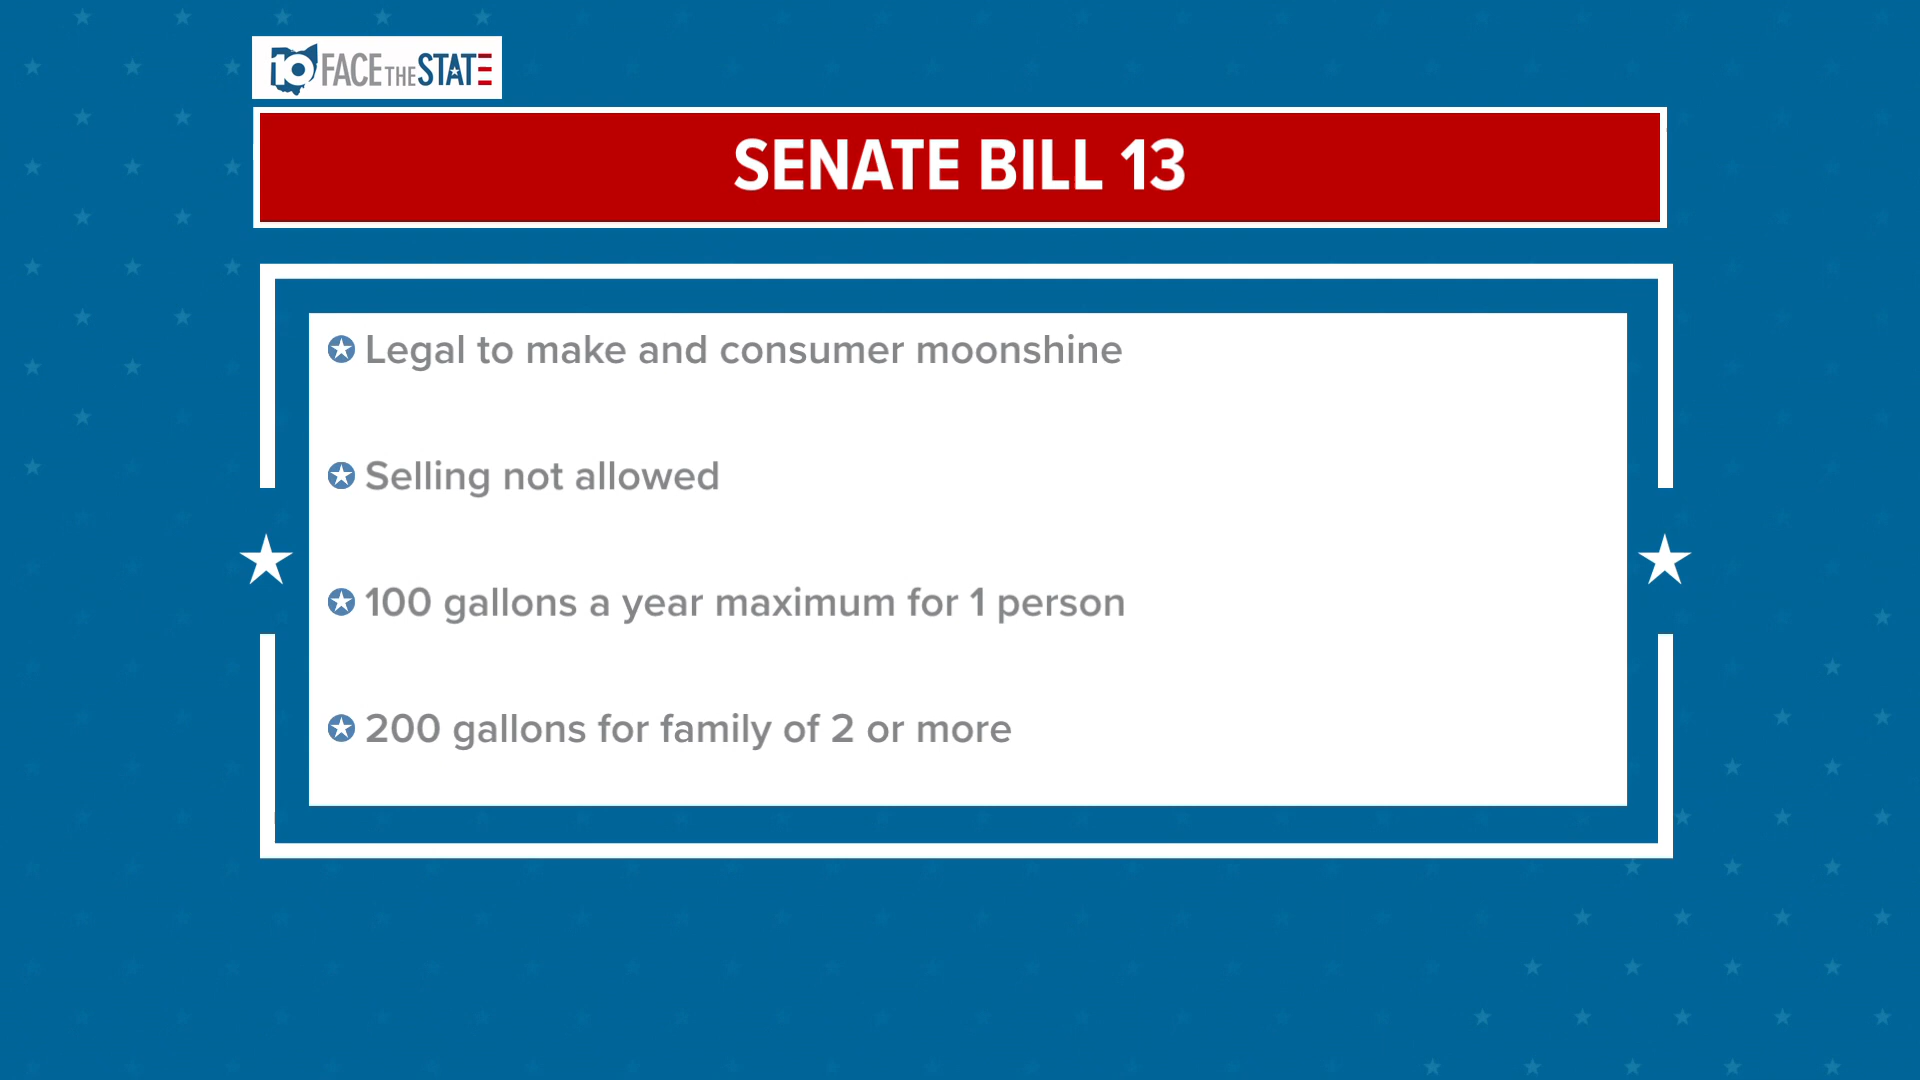 10 FACE THE STATE
SENATE BILL 13
Legal to make and consumer moonshine
Selling not allowed
100 gallons a year maximum for 1 person
200 gallons for family of 2 or more